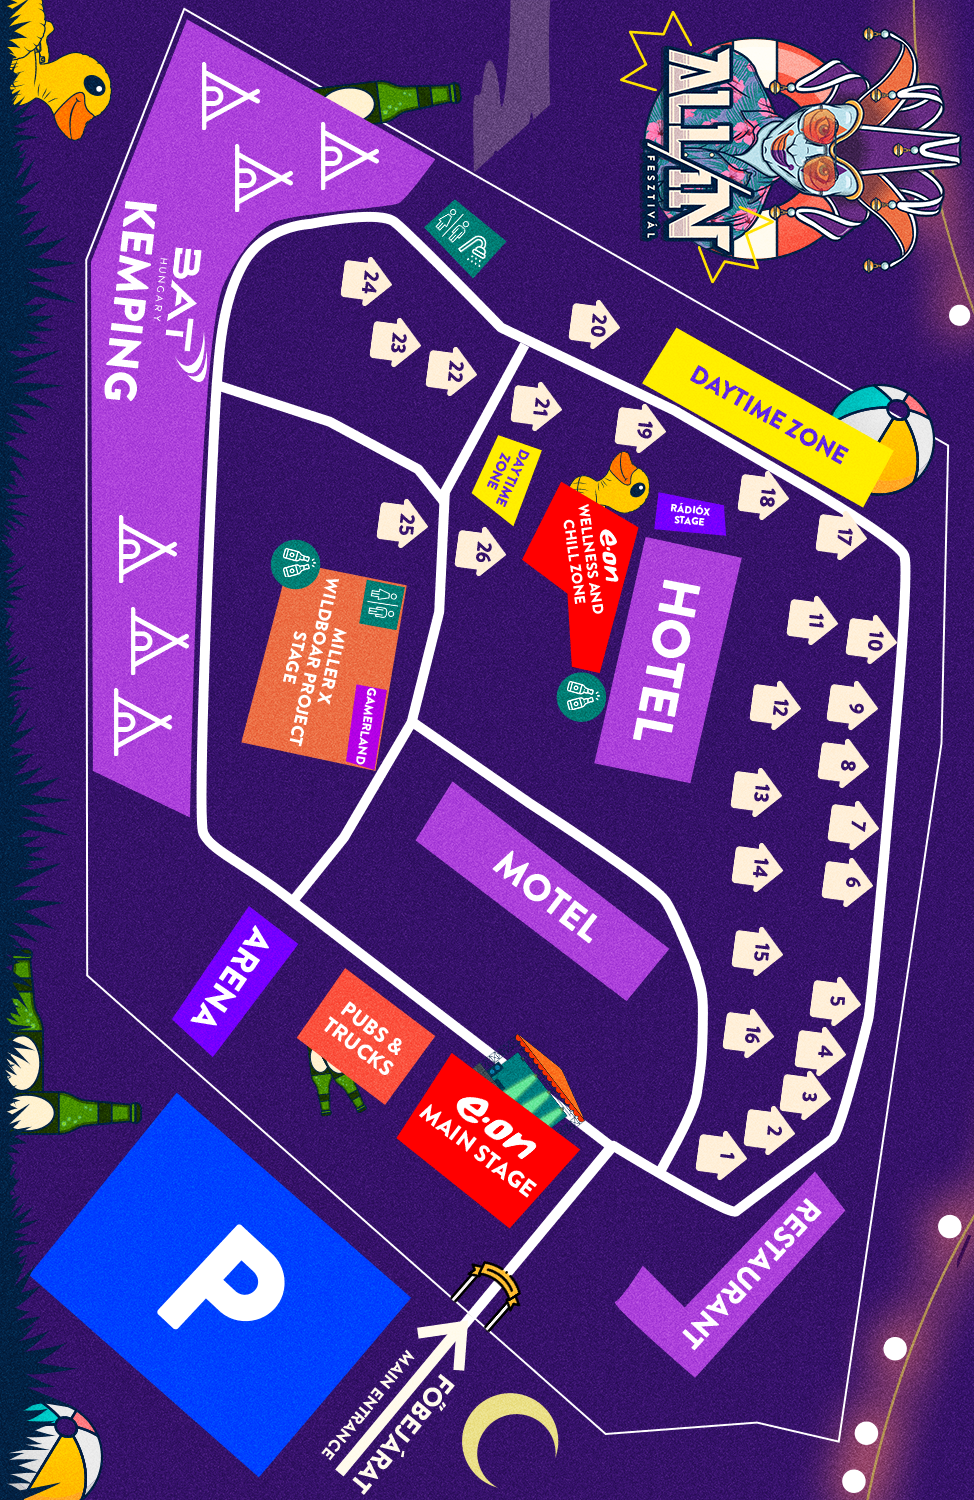 ALL IN
FESZTIVÁL
BAT
HUNGARY
KEMPING
DAYTIME ZONE
DAYTIME
ZONE
e·on
WELLNESS AND
CHILL ZONE
RÁDIÓX
STAGE
HOTEL
MILLER X
WILDBOAR PROJECT
STAGE
GAMERLAND
MOTEL
ARENA
PUBS &
TRUCKS
e·on
MAIN STAGE
RESTAURANT
P
FŐBEJÁRAT
MAIN ENTRANCE
1
2
3
4
5
6
7
8
9
10
11
12
13
14
15
16
17
18
19
20
21
22
23
24
25
26